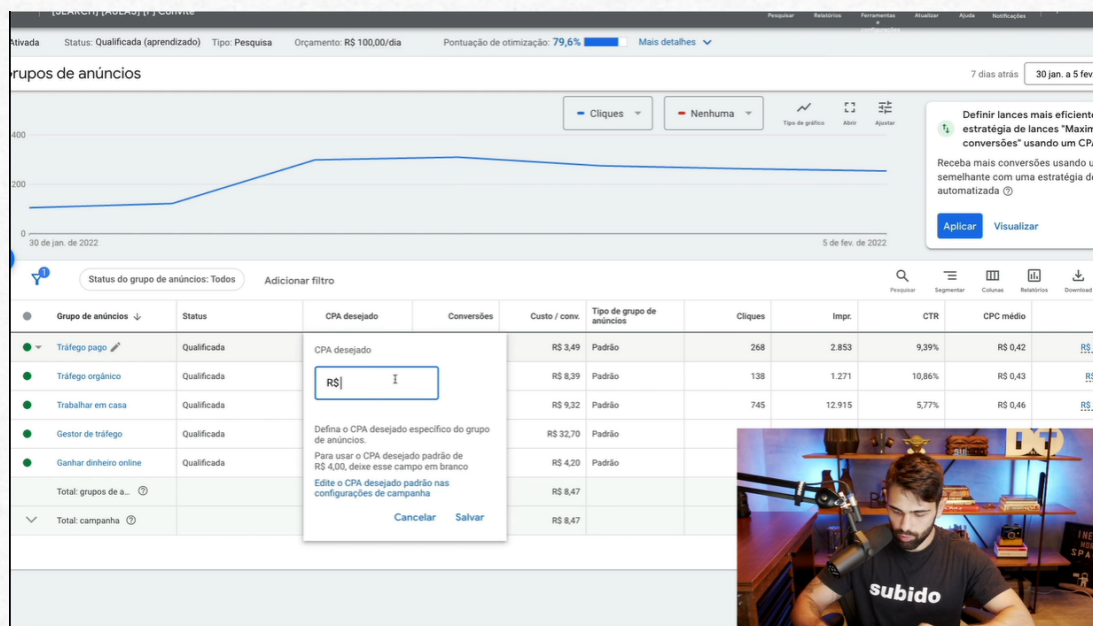 [SEARCH] [AULAS] [F] Convite
Pesquisar Relatórios Ferramentas e configurações Atualizar Ajuda Notificações
Ativada Status: Qualificada (aprendizado) Tipo: Pesquisa Orçamento: R$ 100,00/dia Pontuação de otimização: 79,6% Mais detalhes
rupos de anúncios 7 dias atrás 30 jan. a 5 fev.
Cliques Nenhuma Tipo de gráfico Abrir Ajustar
400
200
0
30 de jan. de 2022 5 de fev. de 2022
Definir lances mais eficiente
estratégia de lances "Maxim
conversões" usando um CPA
Receba mais conversões usando u
semelhante com uma estratégia de
automatizada
Aplicar Visualizar
1
Status do grupo de anúncios: Todos Adicionar filtro Pesquisar Segmentar Colunas Relatórios Download
Grupo de anúncios Status CPA desejado Conversões Custo / conv. Tipo de grupo de anúncios Cliques Impr. CTR CPC médio
Tráfego pago Qualificada R$ 3,49 Padrão 268 2.853 9,39% R$ 0,42 R$
Tráfego orgânico Qualificada R$ 8,39 Padrão 138 1.271 10,86% R$ 0,43 R$
Trabalhar em casa Qualificada R$ 9,32 Padrão 745 12.915 5,77% R$ 0,46 R$
Gestor de tráfego Qualificada R$ 32,70 Padrão
Ganhar dinheiro online Qualificada R$ 4,20 Padrão
Total: grupos de a... R$ 8,47
Total: campanha R$ 8,47
CPA desejado
R$
Defina o CPA desejado específico do grupo
de anúncios.
Para usar o CPA desejado padrão de
R$ 4,00, deixe esse campo em branco
Edite o CPA desejado padrão nas
configurações de campanha
Cancelar Salvar
subido